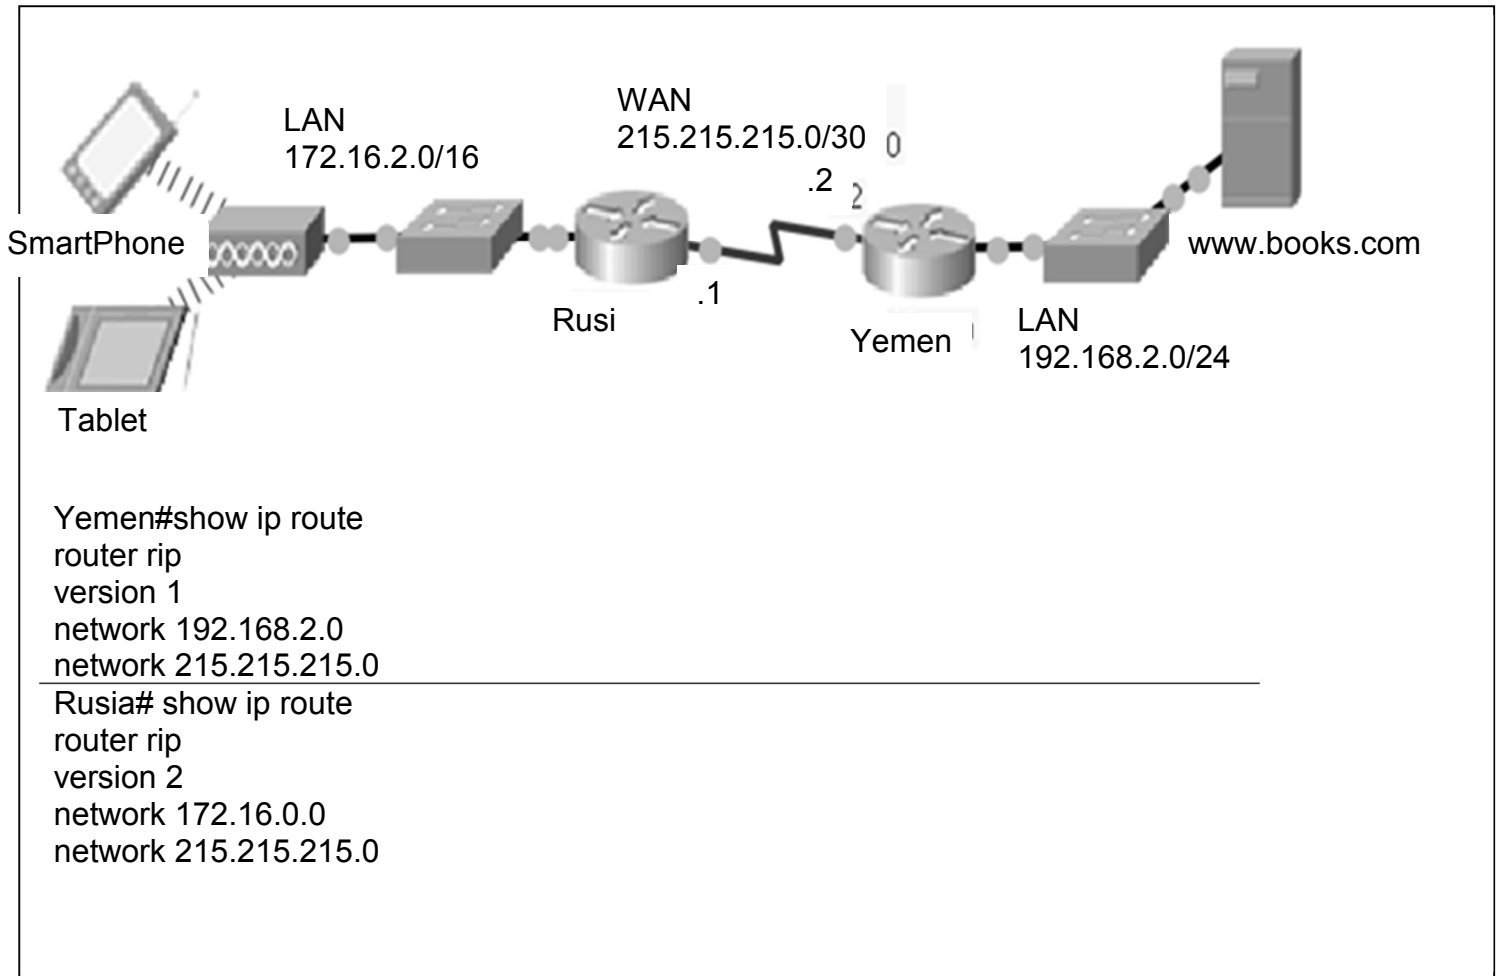 LAN
172.16.2.0/16
WAN
215.215.215.0/30
0
.2
2
SmartPhone
www.books.com
.1
Rusi
Yemen
LAN
192.168.2.0/24
Tablet
Yemen#show ip route
router rip
version 1
network 192.168.2.0
network 215.215.215.0
Rusia# show ip route
router rip
version 2
network 172.16.0.0
network 215.215.215.0